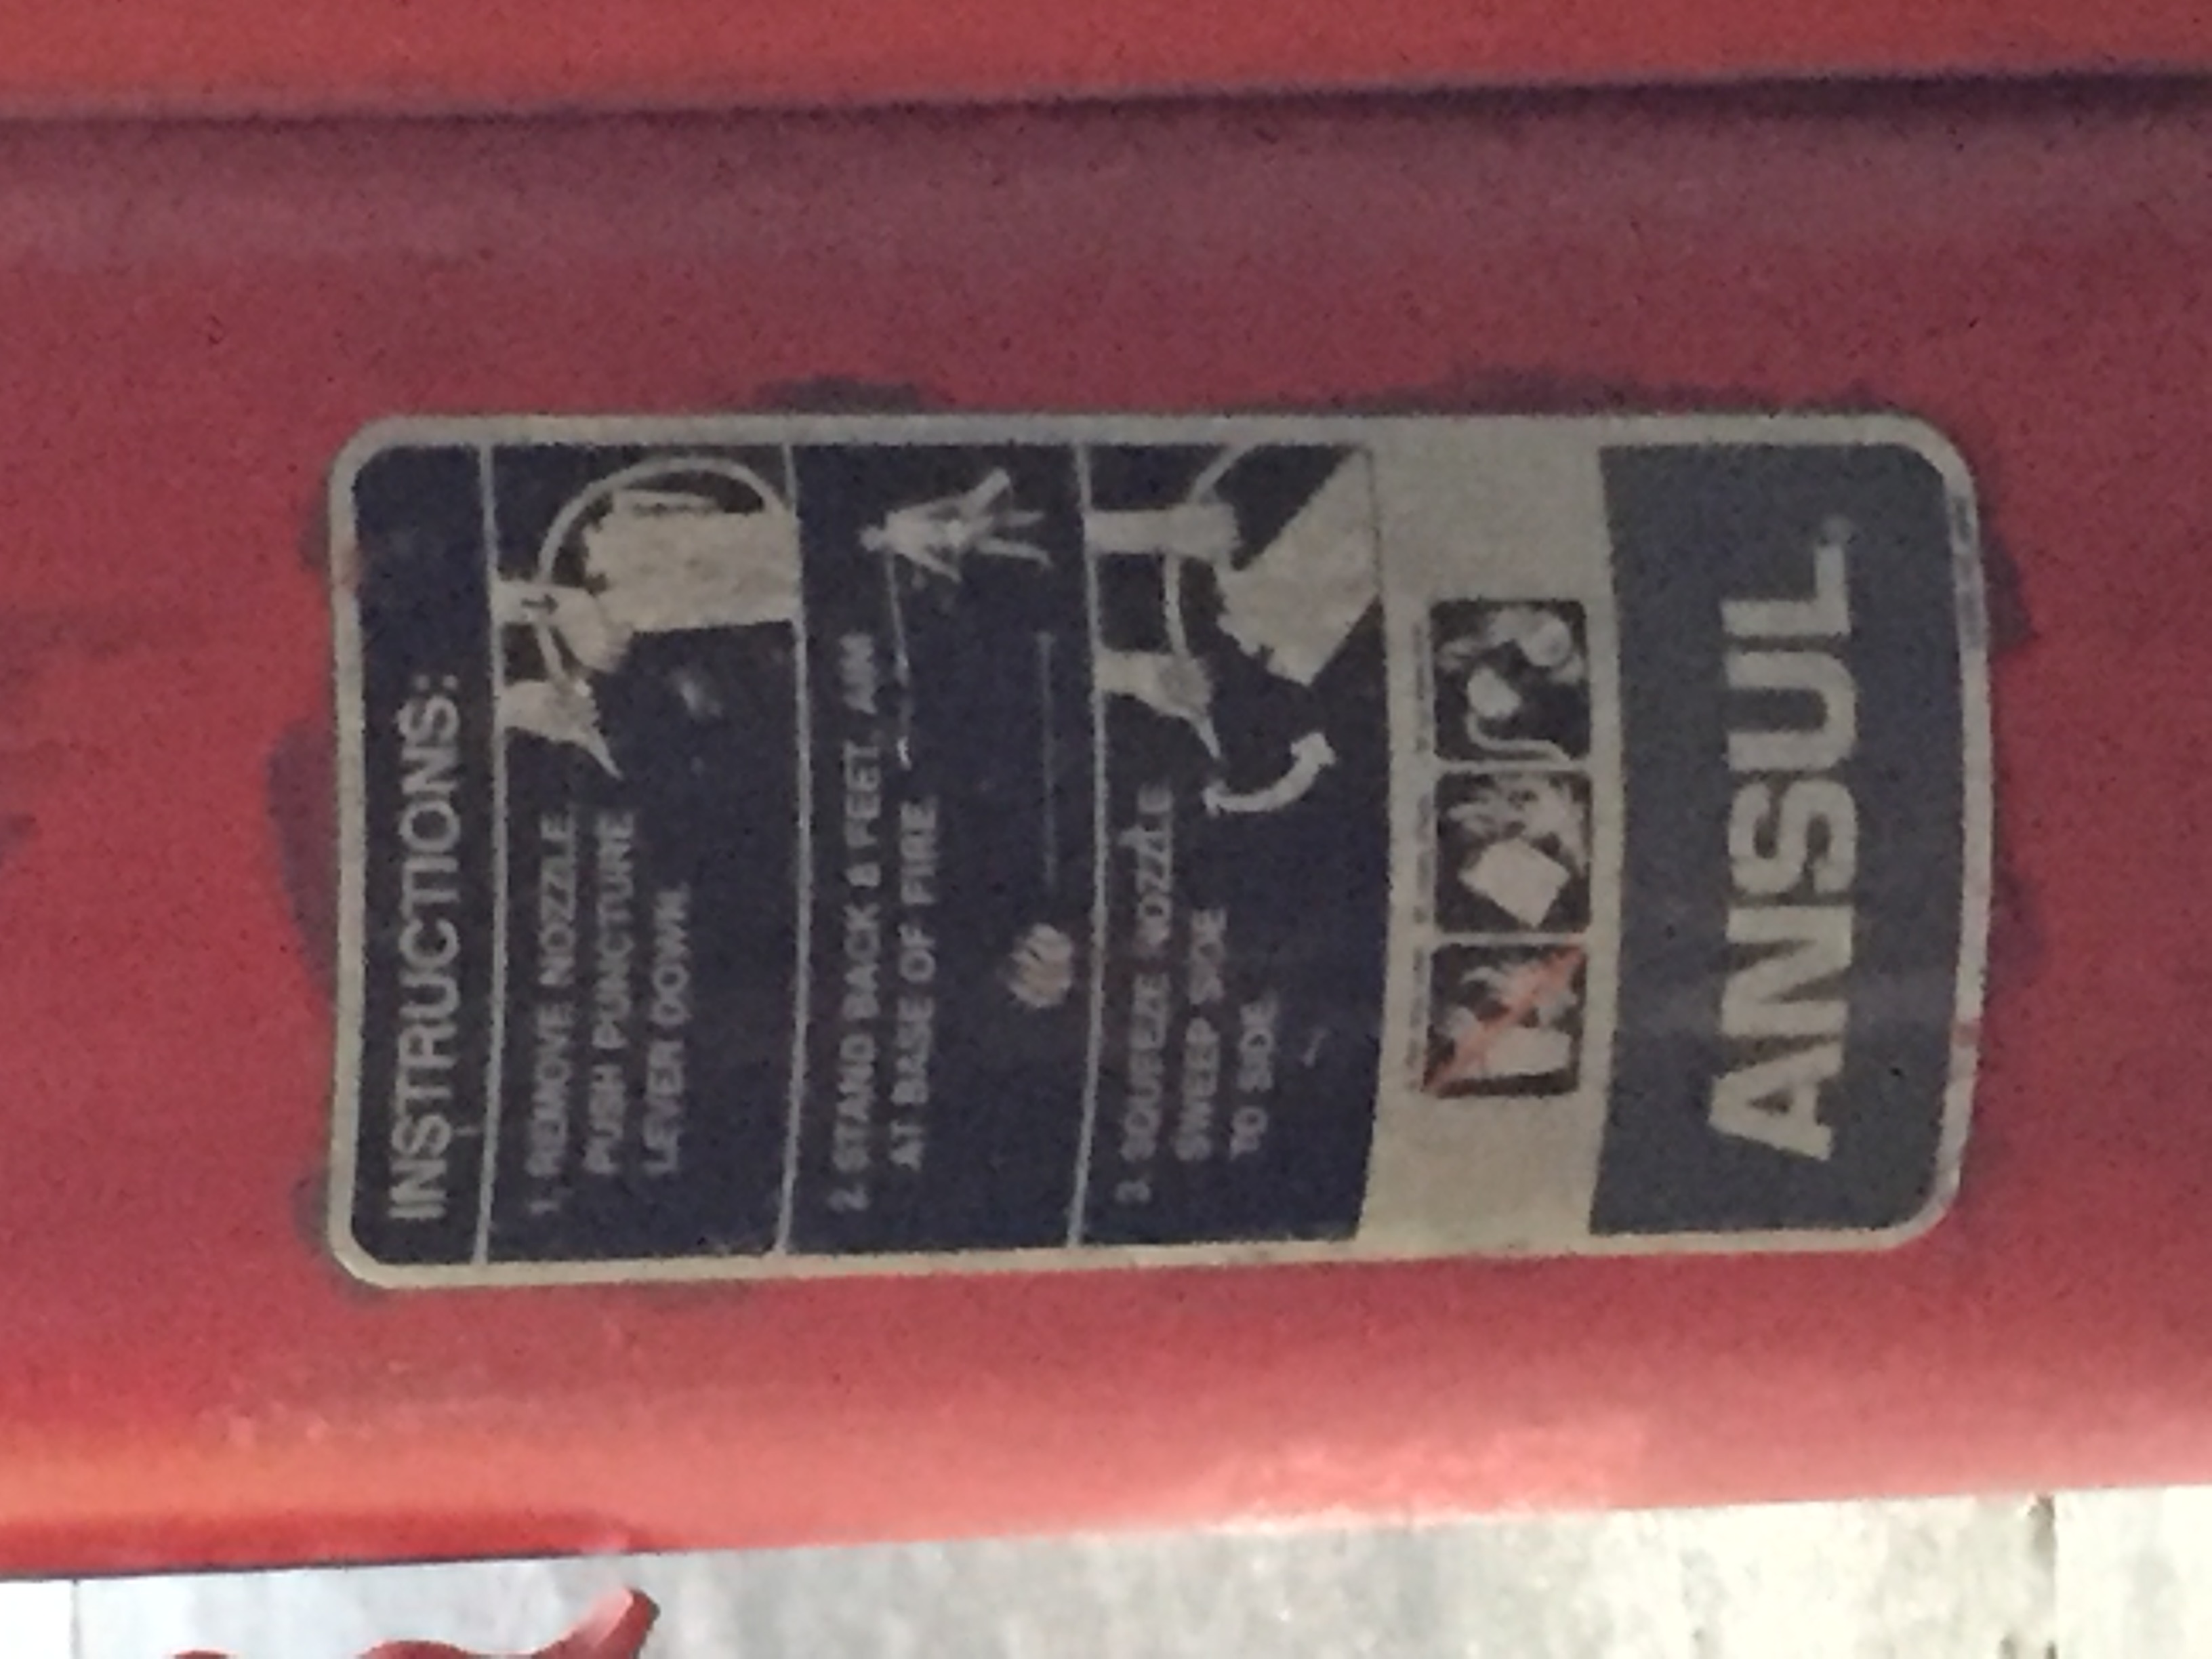 INSTRUCTIONS:
1. REMOVE NOZZLE
PUSH PUNCTURE
LEVER DOWN.
2. STAND BACK 8 FEET, AIM
AT BASE OF FIRE
3. SQUEEZE NOZZLE
SWEEP SIDE
TO SIDE
ANSUL